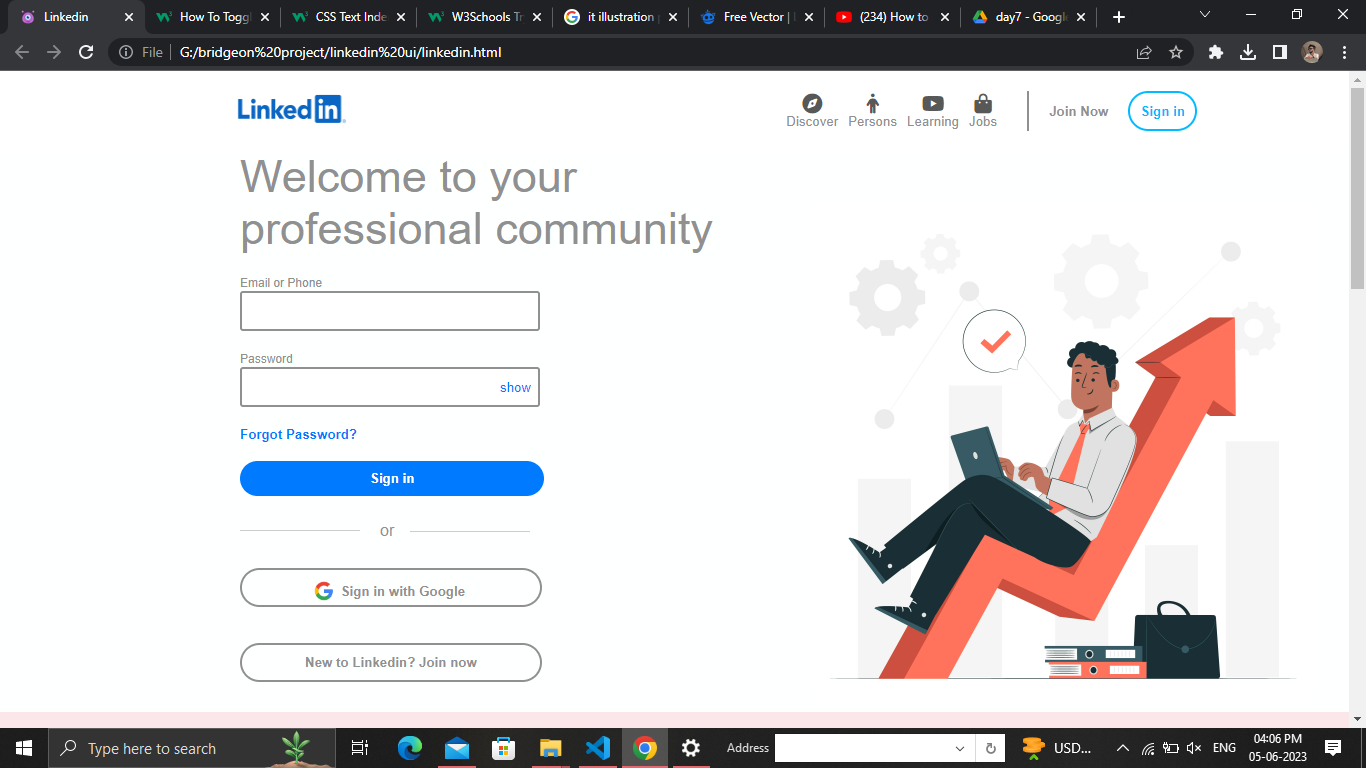 Linkedin
How To Toggl
CSS Text Inde
W3Schools Tr
it illustration p
Free Vector |
(234) How to
day7 - Google
File
G:/bridgeon%20project/linkedin%20ui/linkedin.html
Linked in
Discover
Persons
Learning
Jobs
Join Now
Sign in
Welcome to your
professional community
Email or Phone
Password
show
Forgot Password?
Sign in
or
Sign in with Google
New to Linkedin? Join now
Type here to search
Address
USD...
ENG
04:06 PM
05-06-2023